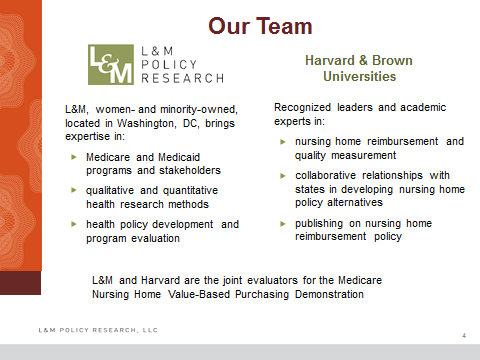 Our Team
L&M
L&M
POLICY
RESEARCH
L&M, women- and minority-owned,
located in Washington, DC, brings
expertise in:
Medicare and Medicaid
programs and stakeholders
qualitative and quantitative
health research methods
health policy development and
program evaluation
Harvard & Brown
Universities
Recognized leaders and academic
experts in:
nursing home reimbursement and
quality measurement
collaborative relationships with
states in developing nursing home
policy alternatives
publishing on nursing home
reimbursement policy
L&M and Harvard are the joint evaluators for the Medicare
Nursing Home Value-Based Purchasing Demonstration
L&M POLICY RESEARCH, LLC
4